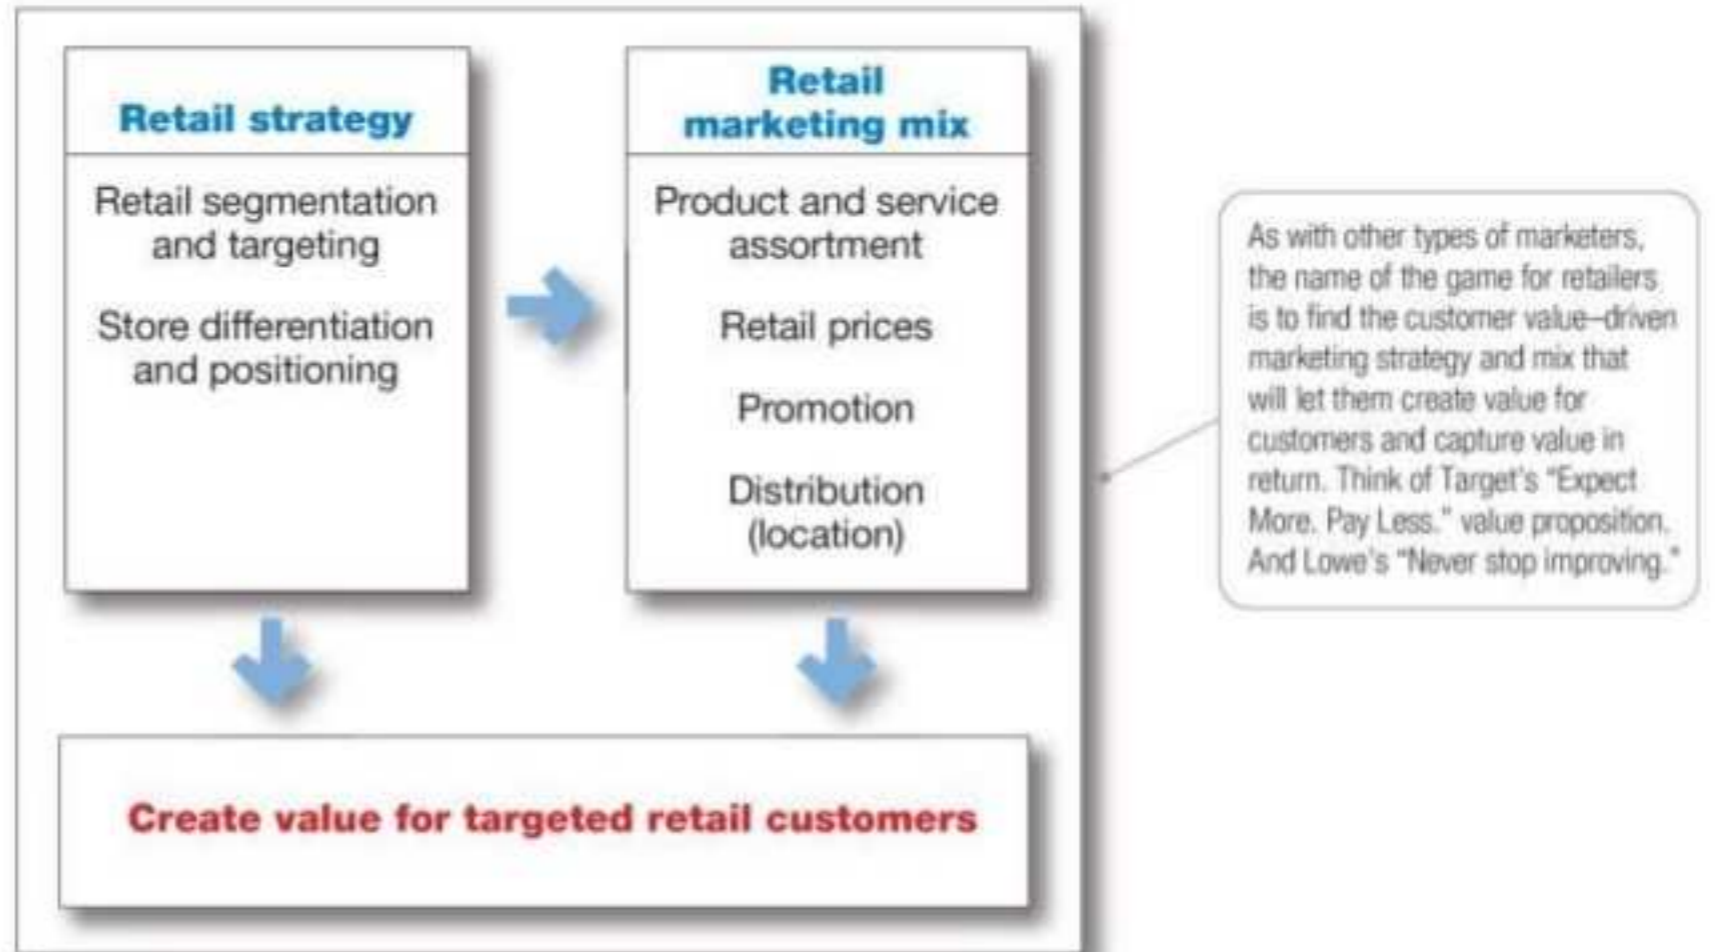 Retail strategy
Retail segmentation
and targeting
Store differentiation
and positioning
Retail
marketing mix
Product and service
assortment
Retail prices
Promotion
Distribution
(location)
Create value for targeted retail customers
As with other types of marketers,
the name of the game for retailers
is to find the customer value–driven
marketing strategy and mix that
will let them create value for
customers and capture value in
return. Think of Target's "Expect
More. Pay Less." value proposition.
And Lowe's "Never stop improving."